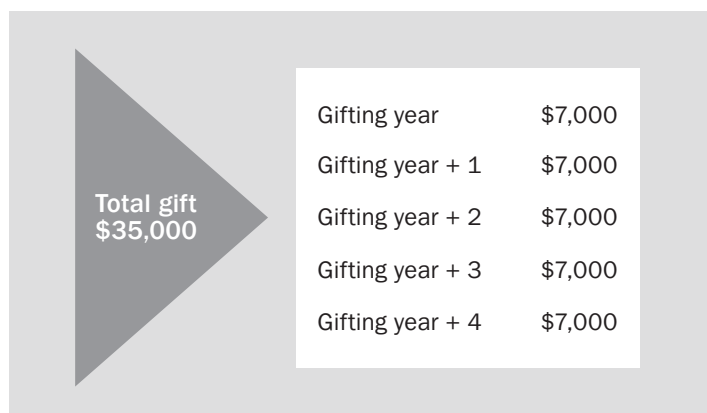 Total gift
$35,000
Gifting year $7,000
Gifting year + 1 $7,000
Gifting year + 2 $7,000
Gifting year + 3 $7,000
Gifting year + 4 $7,000